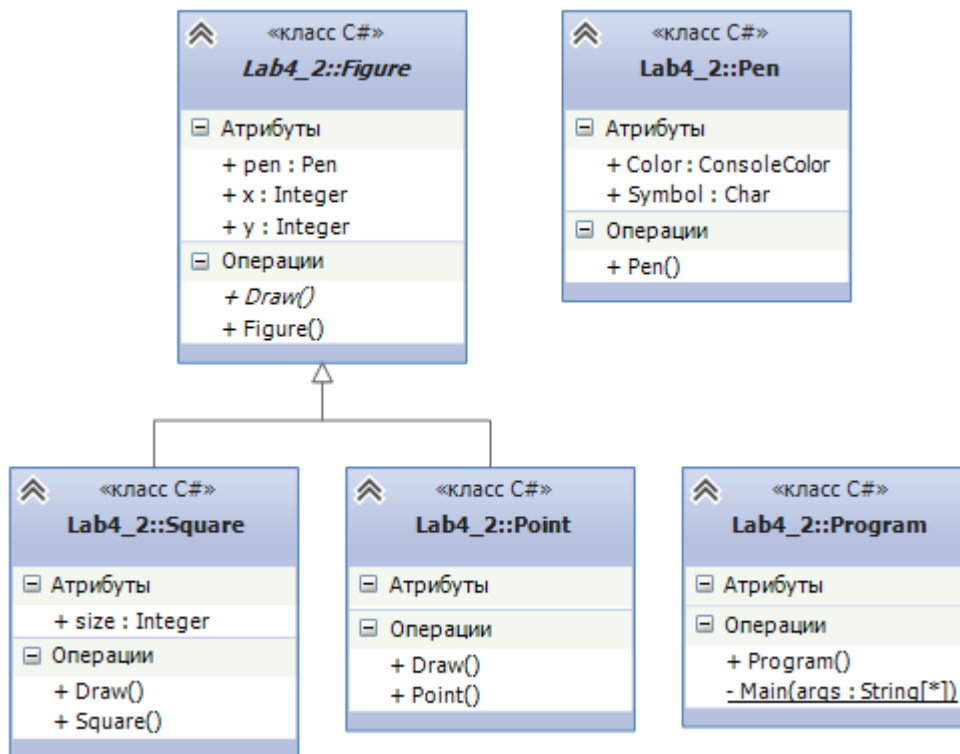 «класс C#»
Lab4_2::Figure
Атрибуты
+ pen : Pen
+ x : Integer
+ y : Integer
Операции
+ Draw()
+ Figure()
«класс C#»
Lab4_2::Pen
Атрибуты
+ Color : ConsoleColor
+ Symbol : Char
Операции
+ Pen()
«класс C#»
Lab4_2::Square
Атрибуты
+ size : Integer
Операции
+ Draw()
+ Square()
«класс C#»
Lab4_2::Point
Атрибуты
Операции
+ Draw()
+ Point()
«класс C#»
Lab4_2::Program
Атрибуты
Операции
+ Program()
- Main(args : String[*])